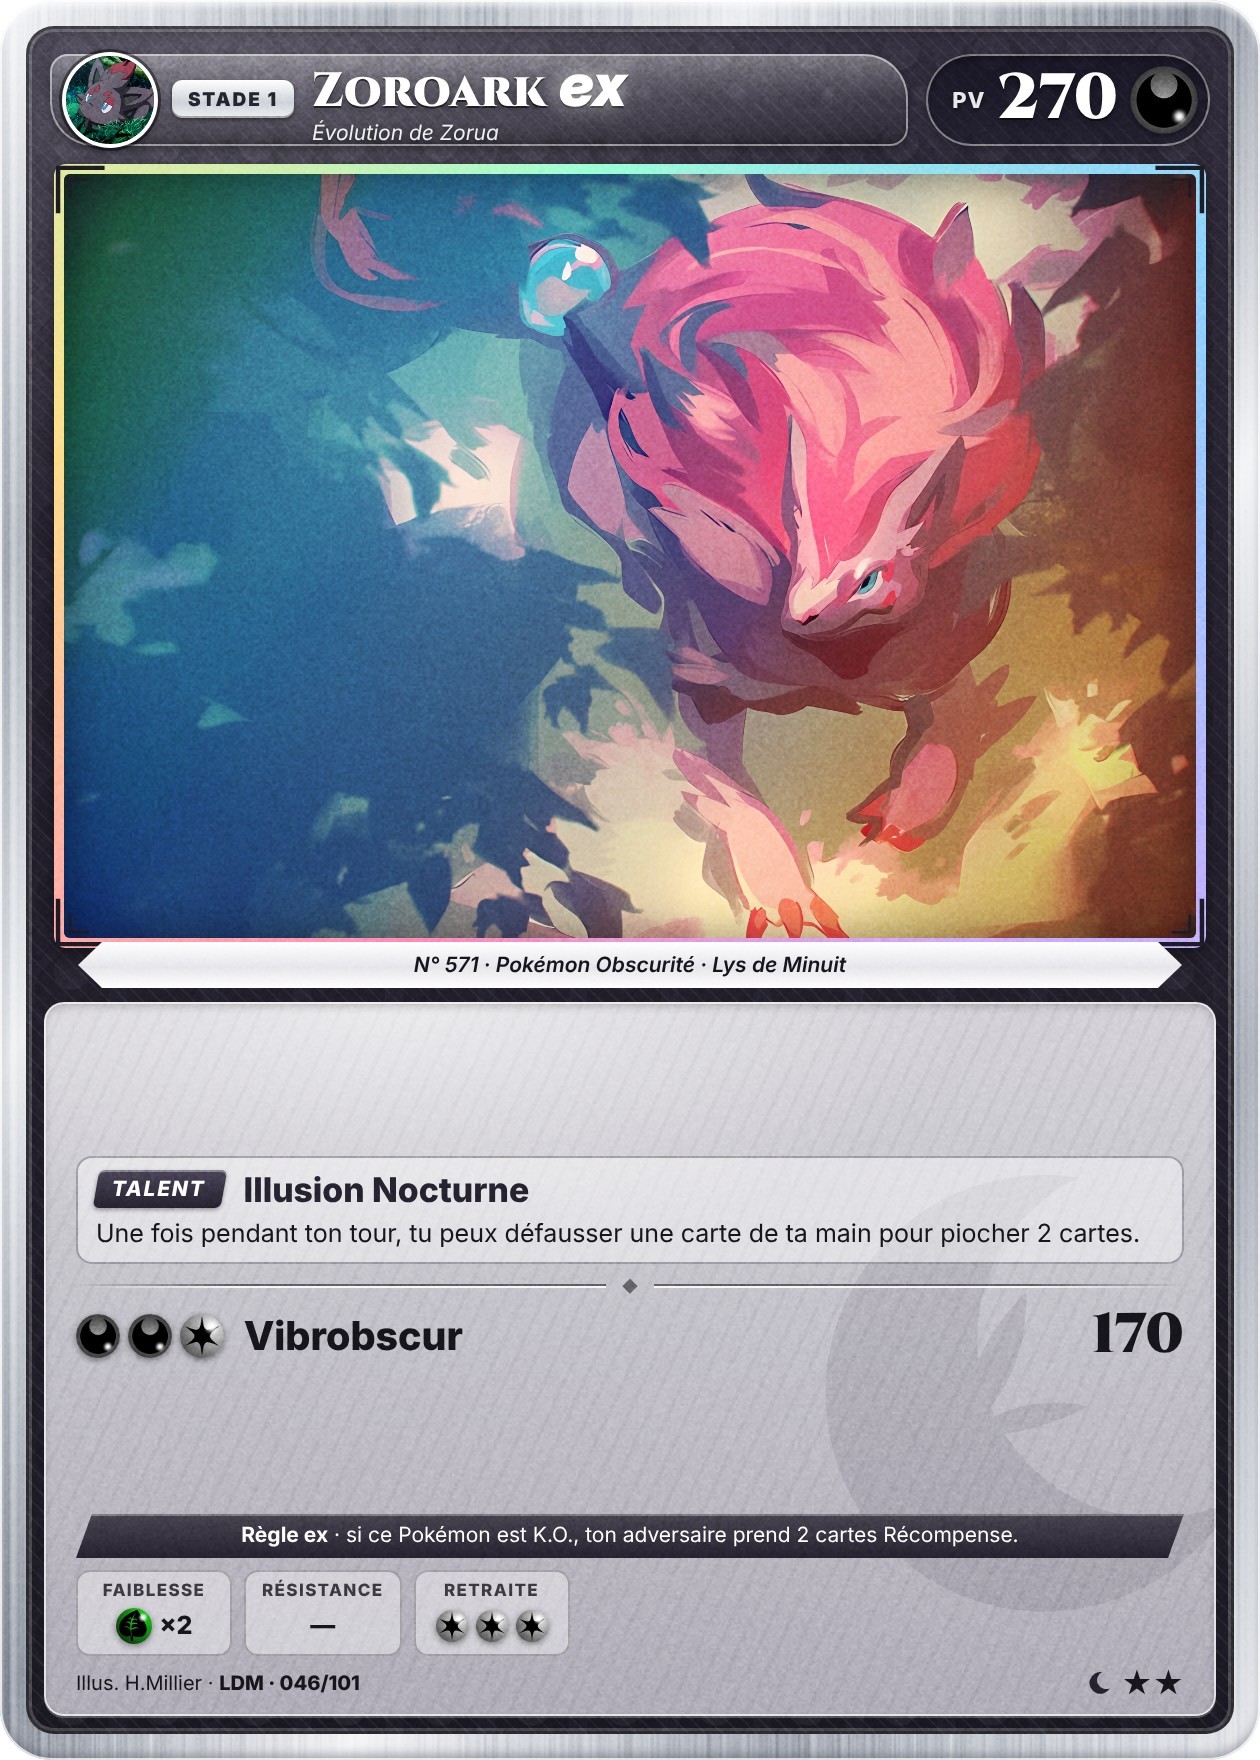 STADE 1
Zoroark ex
Évolution de Zorua
PV 270
N° 571 · Pokémon Obscurité · Lys de Minuit
TALENT Illusion Nocturne
Une fois pendant ton tour, tu peux défausser une carte de ta main pour piocher 2 cartes.
Vibrobscur 170
Règle ex · si ce Pokémon est K.O., ton adversaire prend 2 cartes Récompense.
FAIBLESSE RÉSISTANCE RETRAITE
×2 —
Illus. H.Millier · LDM · 046/101